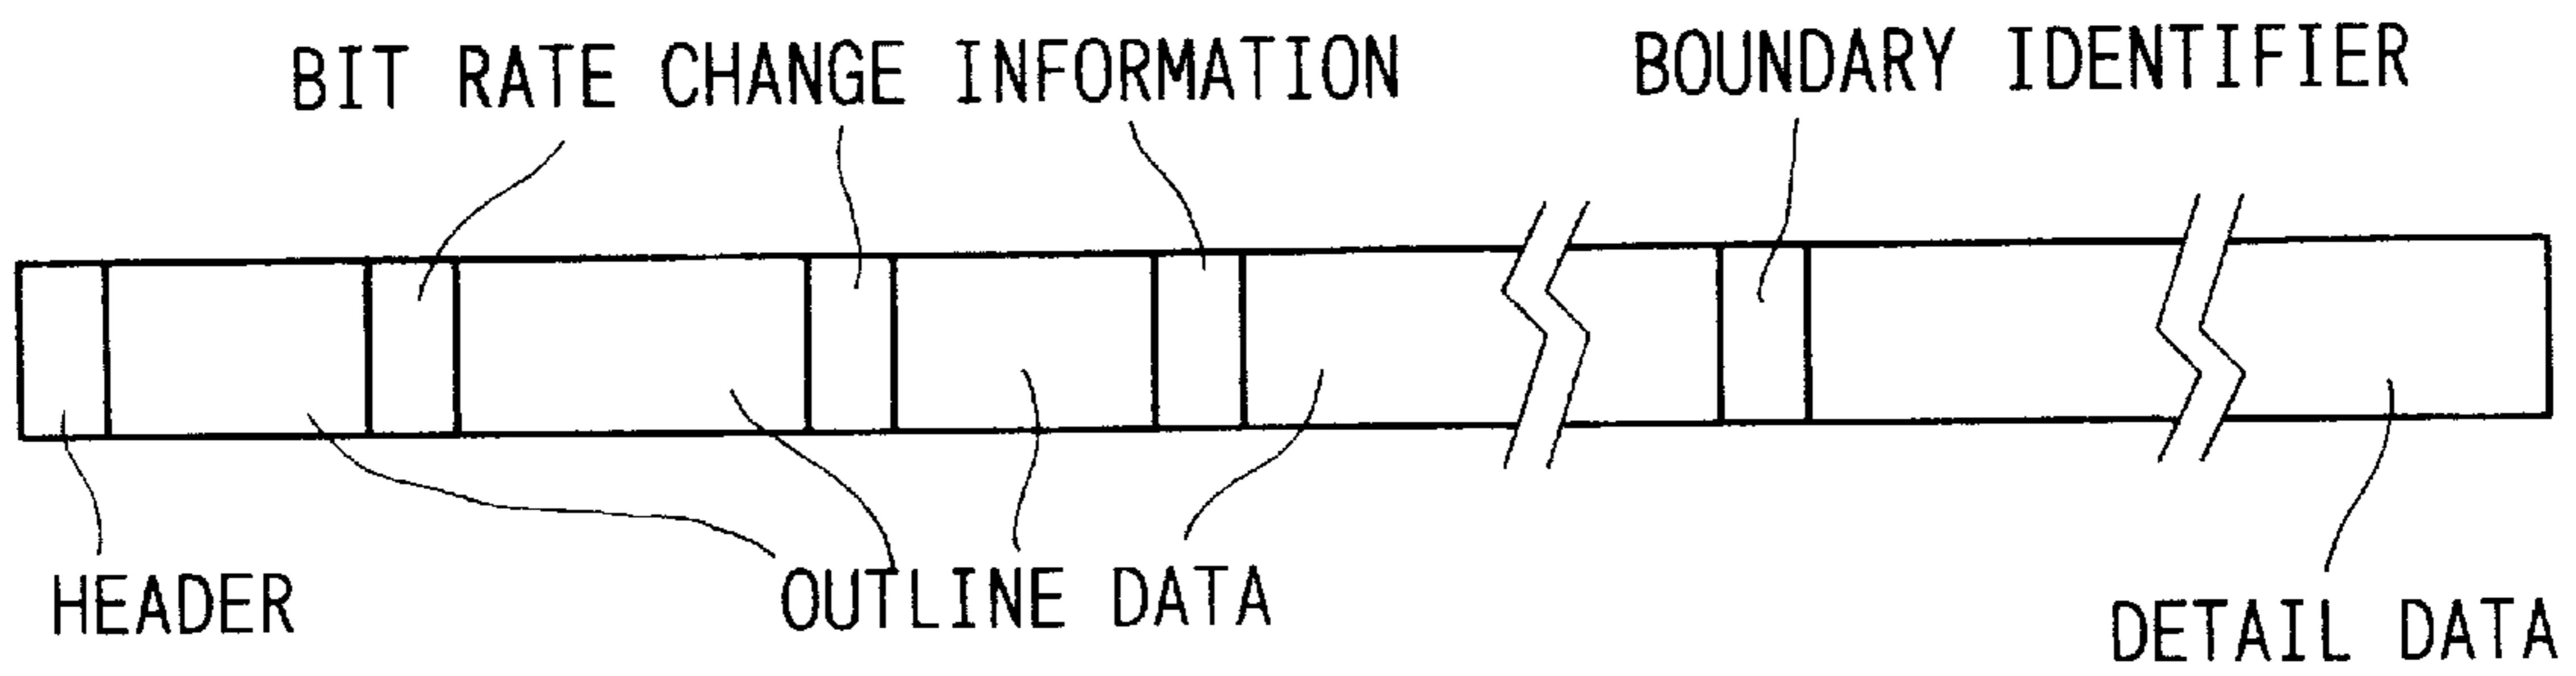 BIT RATE CHANGE INFORMATION
BOUNDARY IDENTIFIER
HEADER
OUTLINE DATA
DETAIL DATA